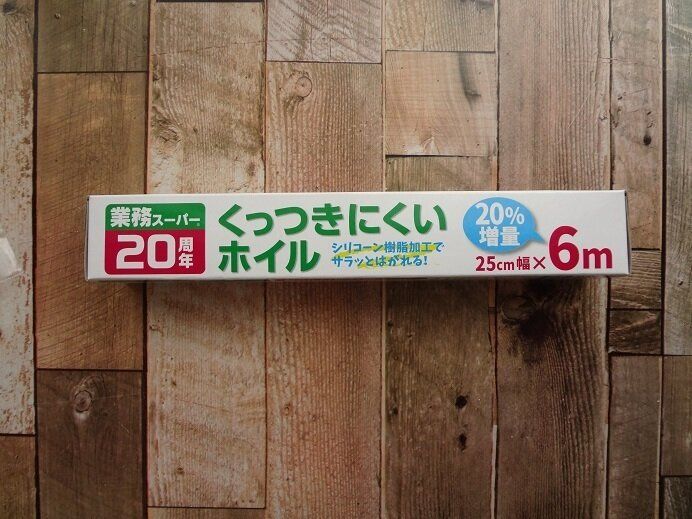 業務スーパー
20周年
くっつきにくい
ホイル
シリコーン樹脂加工で
サラッとはがれる!
20%
増量
25cm幅×6m